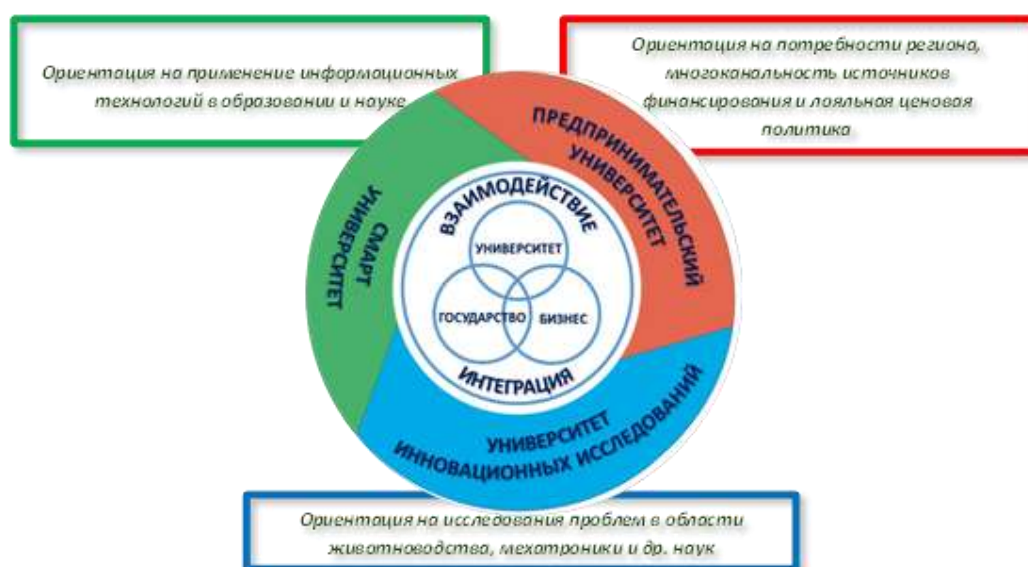 Ориентация на применение информационных
технологий в образовании и науке
Ориентация на потребности региона,
многоканальность источников
финансирования и лояльная ценовая
политика
ПРЕДПРИНИМАТЕЛЬСКИЙ
УНИВЕРСИТЕТ
СМАРТ
УНИВЕРСИТЕТ
ВЗАИМОДЕЙСТВИЕ
УНИВЕРСИТЕТ
ГОСУДАРСТВО БИЗНЕС
ИНТЕГРАЦИЯ
УНИВЕРСИТЕТ
ИННОВАЦИОННЫХ ИССЛЕДОВАНИЙ
Ориентация на исследования проблем в области
животноводства, мехатроники и др. наук